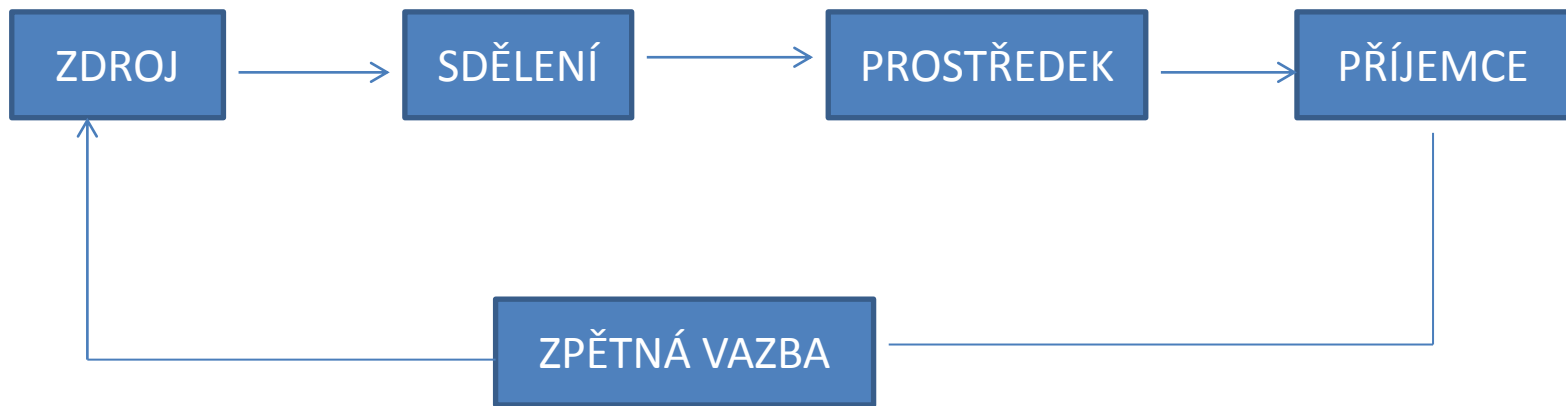 ZDROJ
SDĚLENÍ
PROSTŘEDEK
PŘÍJEMCE
ZPĚTNÁ VAZBA